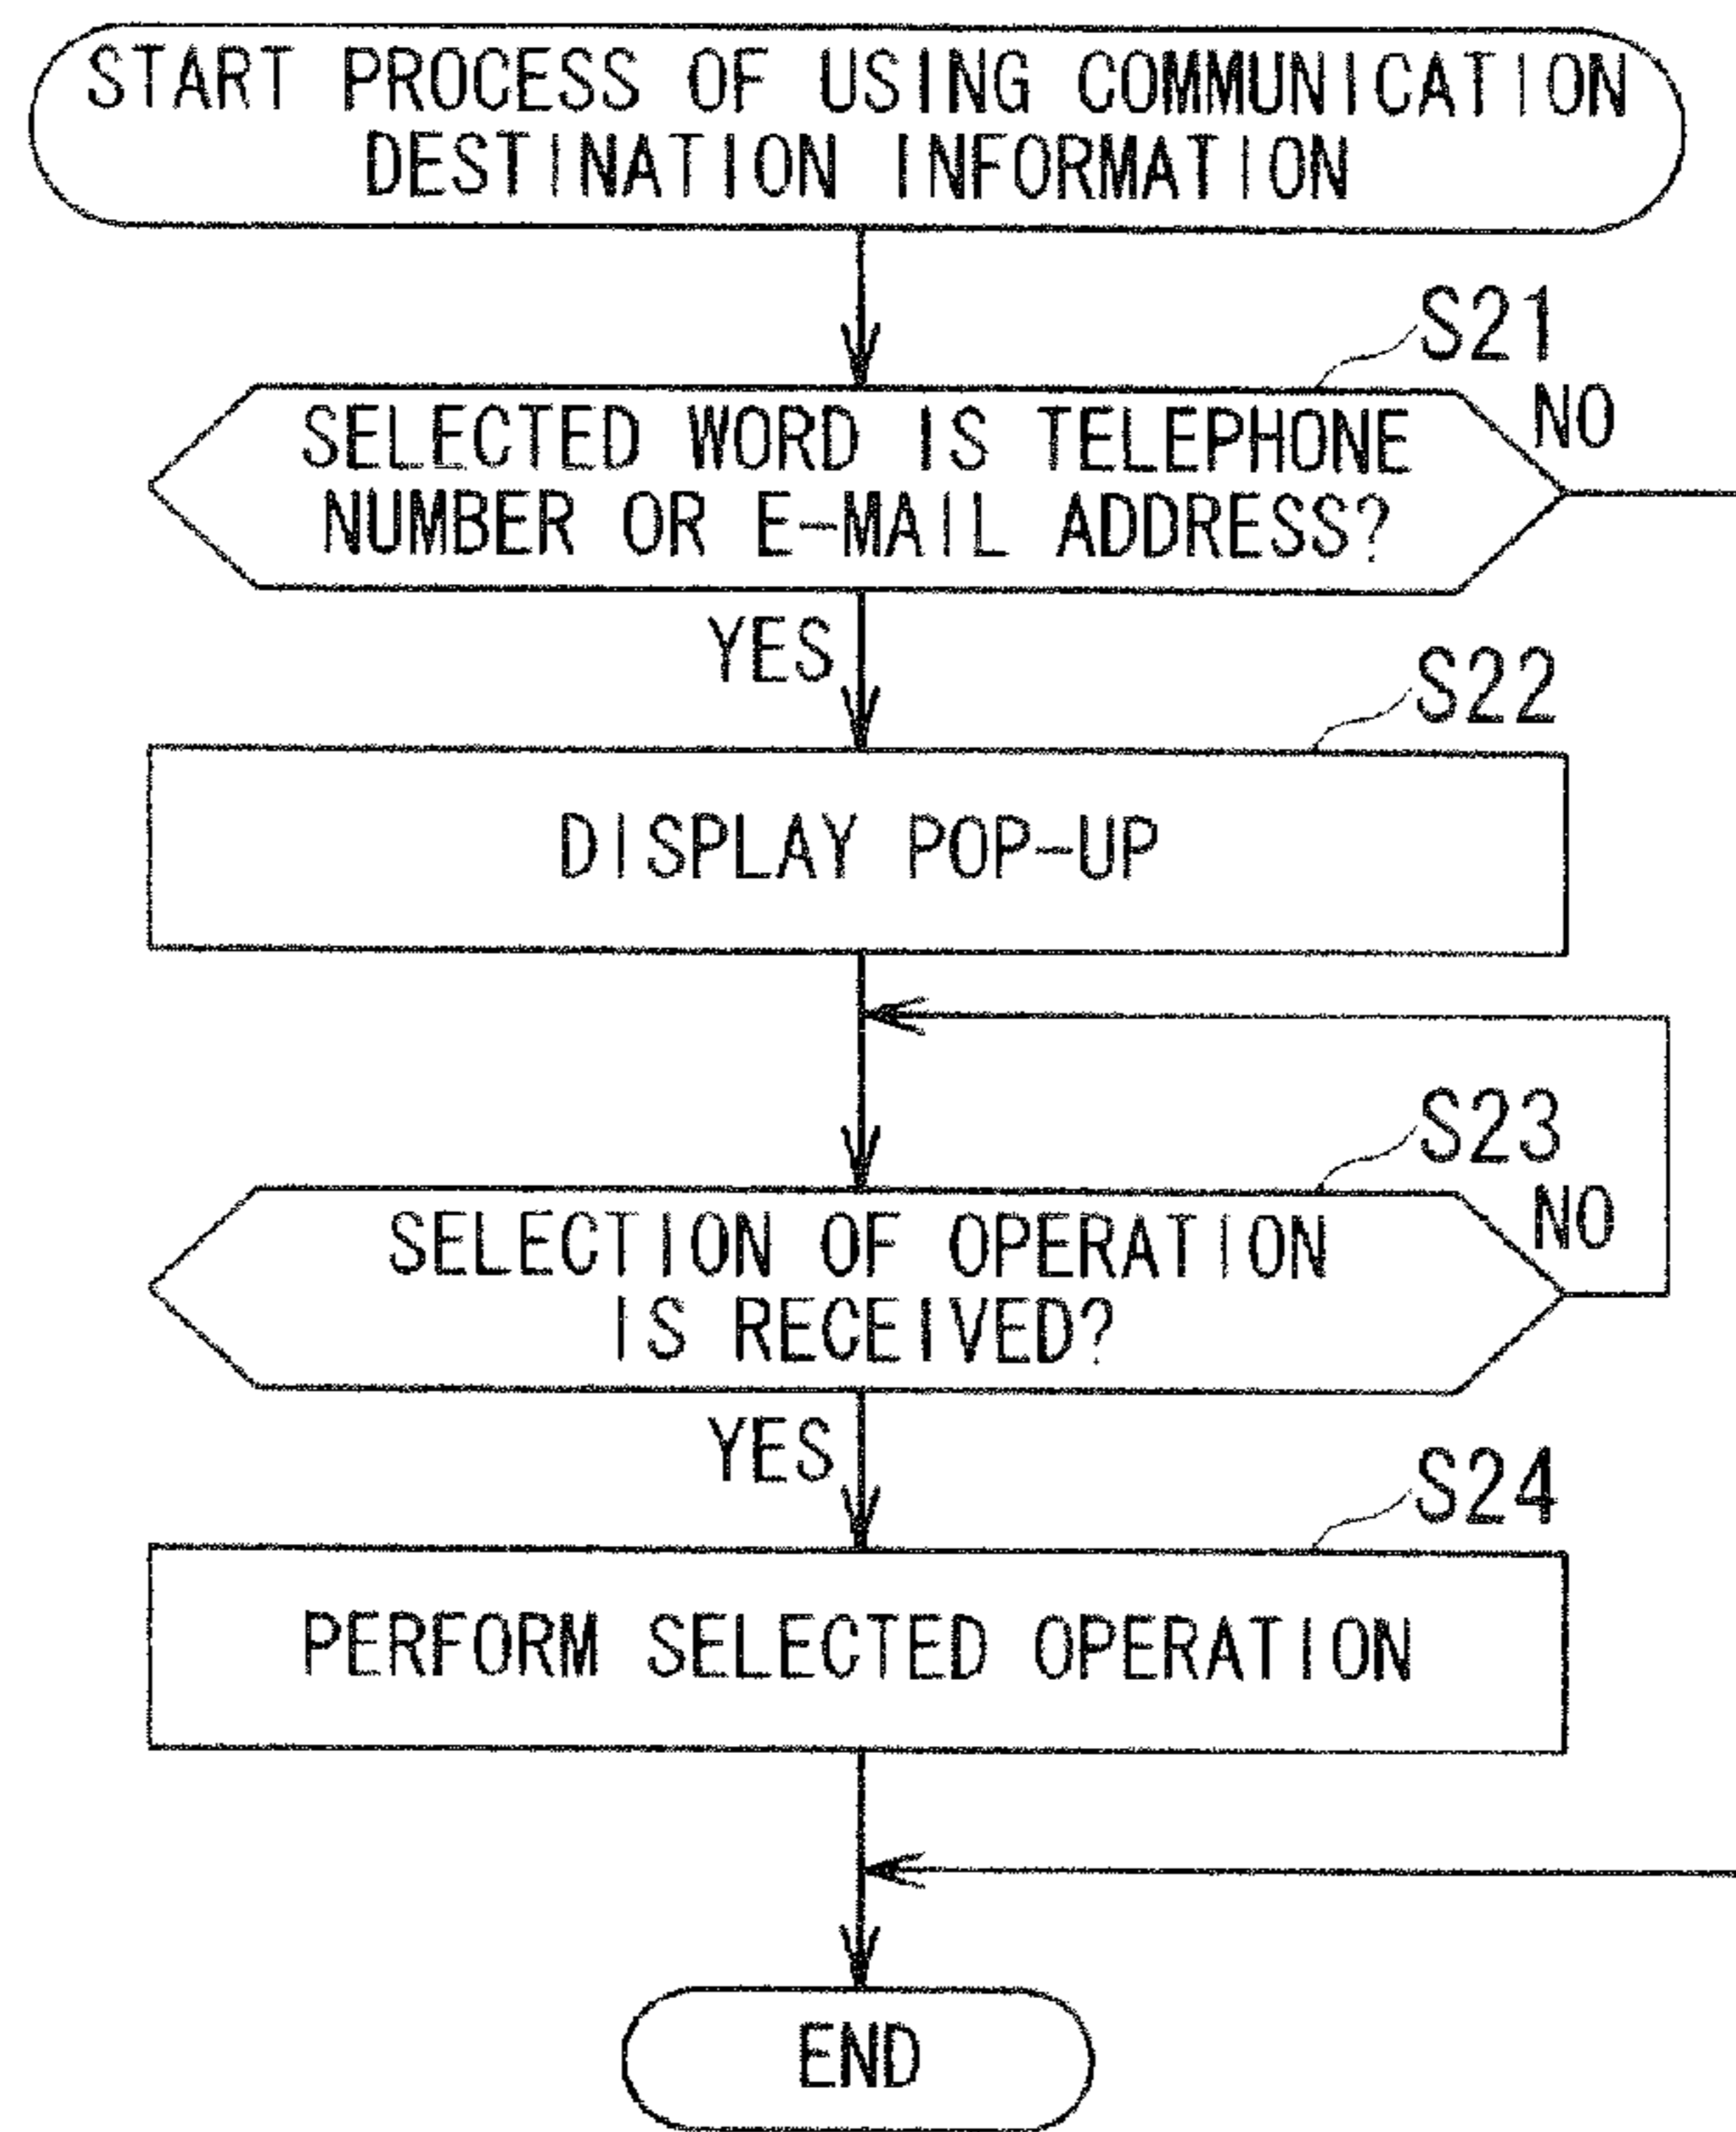 START PROCESS OF USING COMMUNICATION
DESTINATION INFORMATION
S21
SELECTED WORD IS TELEPHONE
NUMBER OR E-MAIL ADDRESS?
NO
YES
S22
DISPLAY POP-UP
S23
SELECTION OF OPERATION
IS RECEIVED?
NO
YES
S24
PERFORM SELECTED OPERATION
END